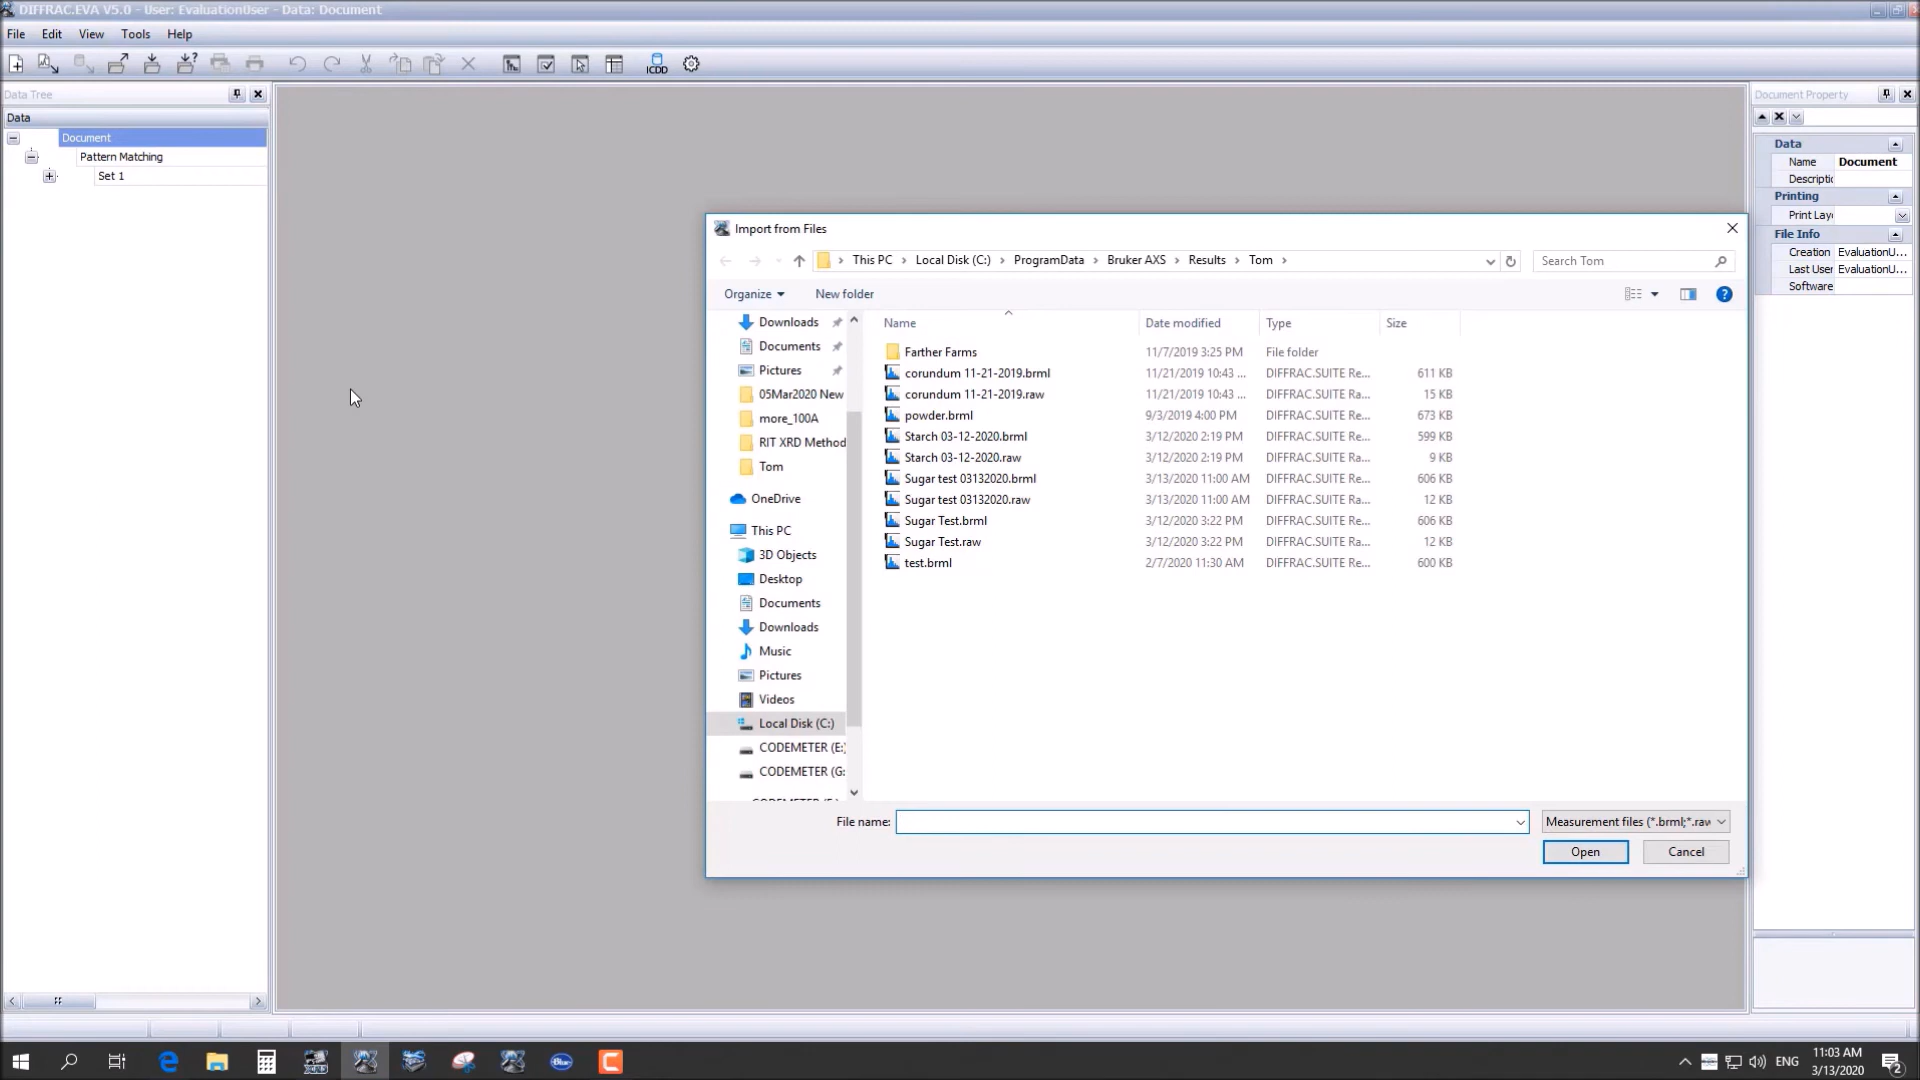 DIFFRAC.EVA V5.0 - User: EvaluationUser - Data: Document
File Edit View Tools Help
ICDD
Data Tree
Data
Document
Pattern Matching
Set 1
Import from Files
This PC Local Disk (C:) ProgramData Bruker AXS Results Tom
Search Tom
Organize New folder
Downloads
Documents
Pictures
05Mar2020 New
more_100A
RIT XRD Method
Tom
OneDrive
This PC
3D Objects
Desktop
Documents
Downloads
Music
Pictures
Videos
Local Disk (C:)
CODEMETER (E:)
CODEMETER (G:
Name Date modified Type Size
Farther Farms 11/7/2019 3:25 PM File folder
corundum 11-21-2019.brml 11/21/2019 10:43 ... DIFFRAC.SUITE Re... 611 KB
corundum 11-21-2019.raw 11/21/2019 10:43 ... DIFFRAC.SUITE Ra... 15 KB
powder.brml 9/3/2019 4:00 PM DIFFRAC.SUITE Re... 673 KB
Starch 03-12-2020.brml 3/12/2020 2:19 PM DIFFRAC.SUITE Re... 599 KB
Starch 03-12-2020.raw 3/12/2020 2:19 PM DIFFRAC.SUITE Ra... 9 KB
Sugar test 03132020.brml 3/13/2020 11:00 AM DIFFRAC.SUITE Re... 606 KB
Sugar test 03132020.raw 3/13/2020 11:00 AM DIFFRAC.SUITE Ra... 12 KB
Sugar Test.brml 3/12/2020 3:22 PM DIFFRAC.SUITE Re... 606 KB
Sugar Test.raw 3/12/2020 3:22 PM DIFFRAC.SUITE Ra... 12 KB
test.brml 2/7/2020 11:30 AM DIFFRAC.SUITE Re... 600 KB
File name:
Measurement files (*.brml;*.raw
Open Cancel
Document Property
Data
Name Document
Descriptic
Printing
Print Layo
File Info
Creation EvaluationU...
Last User EvaluationU...
Software
Blue
ENG
11:03 AM
3/13/2020
2